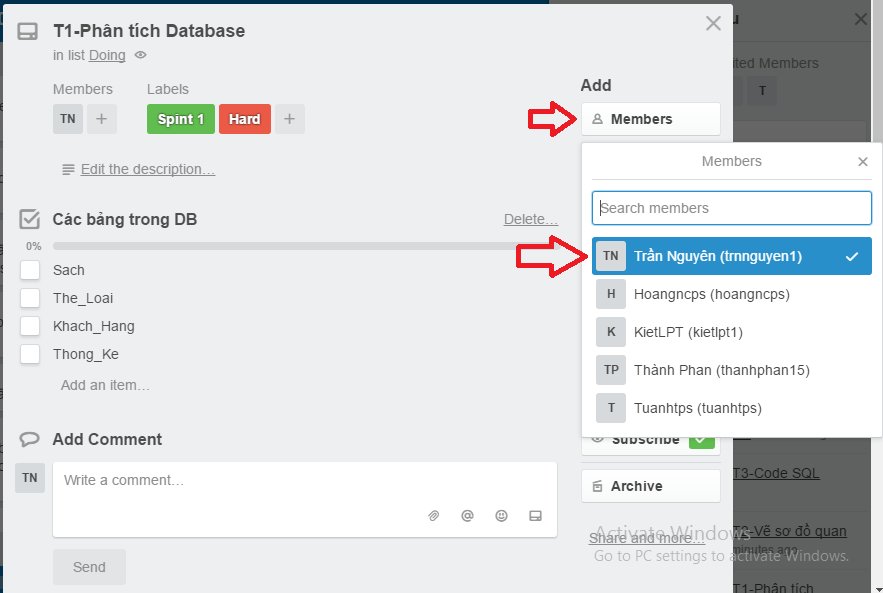 T1-Phân tích Database
in list Doing
Members
Labels
TN
Spint 1
Hard
Edit the description…
Các bảng trong DB
Delete…
0%
Sach
The_Loai
Khach_Hang
Thong_Ke
Add an item…
Add Comment
TN
Write a comment…
Send
Add
Members
Members
Search members
TN Trần Nguyên (trnnguyen1)
H Hoangncps (hoangncps)
K KietLPT (kietlpt1)
TP Thành Phan (thanhphan15)
T Tuanhtps (tuanhtps)
Subscribe
Archive
Share and more…
Members
T
T3-Code SQL
T2-Vẽ sơ đồ quan
minutes ago
T1-Phân tích
Activate Windows
Go to PC settings to activate Windows.